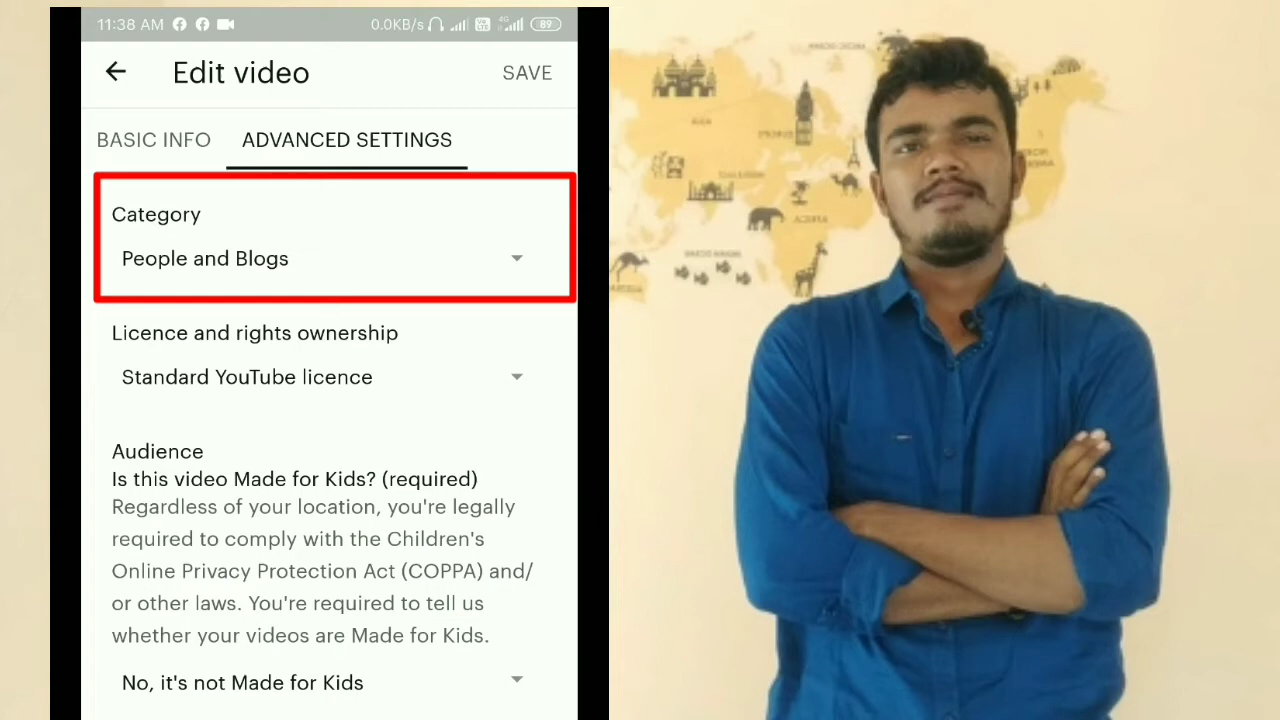 11:38 AM
0.0KB/s
4G
89
Edit video
SAVE
BASIC INFO
ADVANCED SETTINGS
Category
People and Blogs
Licence and rights ownership
Standard YouTube licence
Audience
Is this video Made for Kids? (required)
Regardless of your location, you're legally
required to comply with the Children's
Online Privacy Protection Act (COPPA) and/
or other laws. You're required to tell us
whether your videos are Made for Kids.
No, it's not Made for Kids